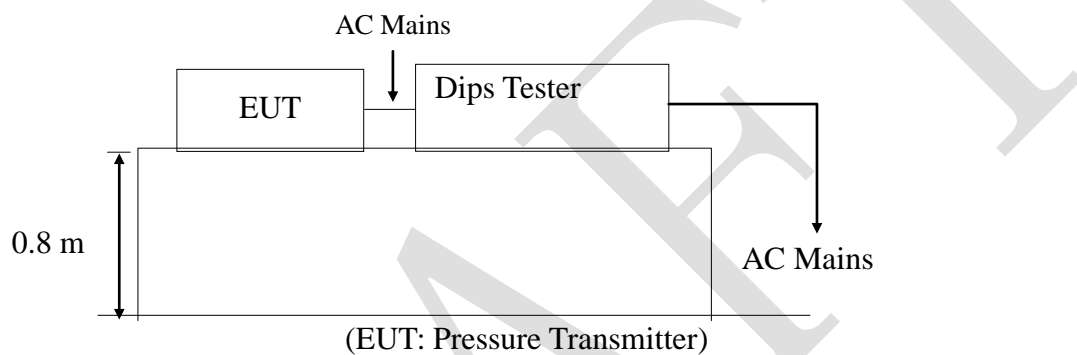 AC Mains
EUT
Dips Tester
0.8 m
AC Mains
(EUT: Pressure Transmitter)